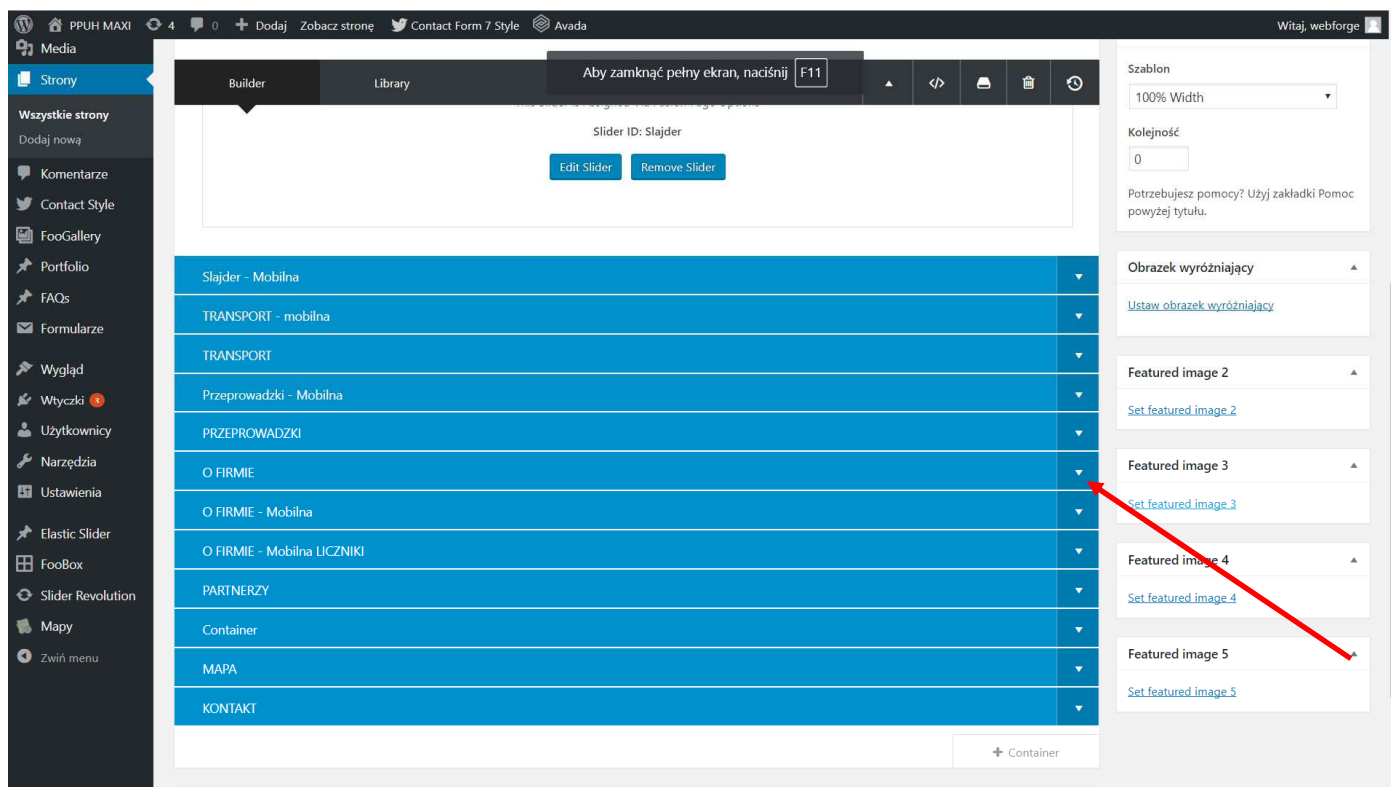 PPUH MAXI 4 0 Dodaj Zobacz stronę Contact Form 7 Style Avada Witaj, webforge
Media
Strony
Wszystkie strony
Dodaj nową
Komentarze
Contact Style
FooGallery
Portfolio
FAQs
Formularze
Wygląd
Wtyczki 3
Użytkownicy
Narzędzia
Ustawienia
Elastic Slider
FooBox
Slider Revolution
Mapy
Zwiń menu
Builder Library
Aby zamknąć pełny ekran, naciśnij F11
Slider ID: Slajder
Edit Slider Remove Slider
Slajder - Mobilna
TRANSPORT - mobilna
TRANSPORT
Przeprowadzki - Mobilna
PRZEPROWADZKI
O FIRMIE
O FIRMIE - Mobilna
O FIRMIE - Mobilna LICZNIKI
PARTNERZY
Container
MAPA
KONTAKT
+ Container
Szablon
100% Width
Kolejność
0
Potrzebujesz pomocy? Użyj zakładki Pomoc
powyżej tytułu.
Obrazek wyróżniający
Ustaw obrazek wyróżniający
Featured image 2
Set featured image 2
Featured image 3
Set featured image 3
Featured image 4
Set featured image 4
Featured image 5
Set featured image 5